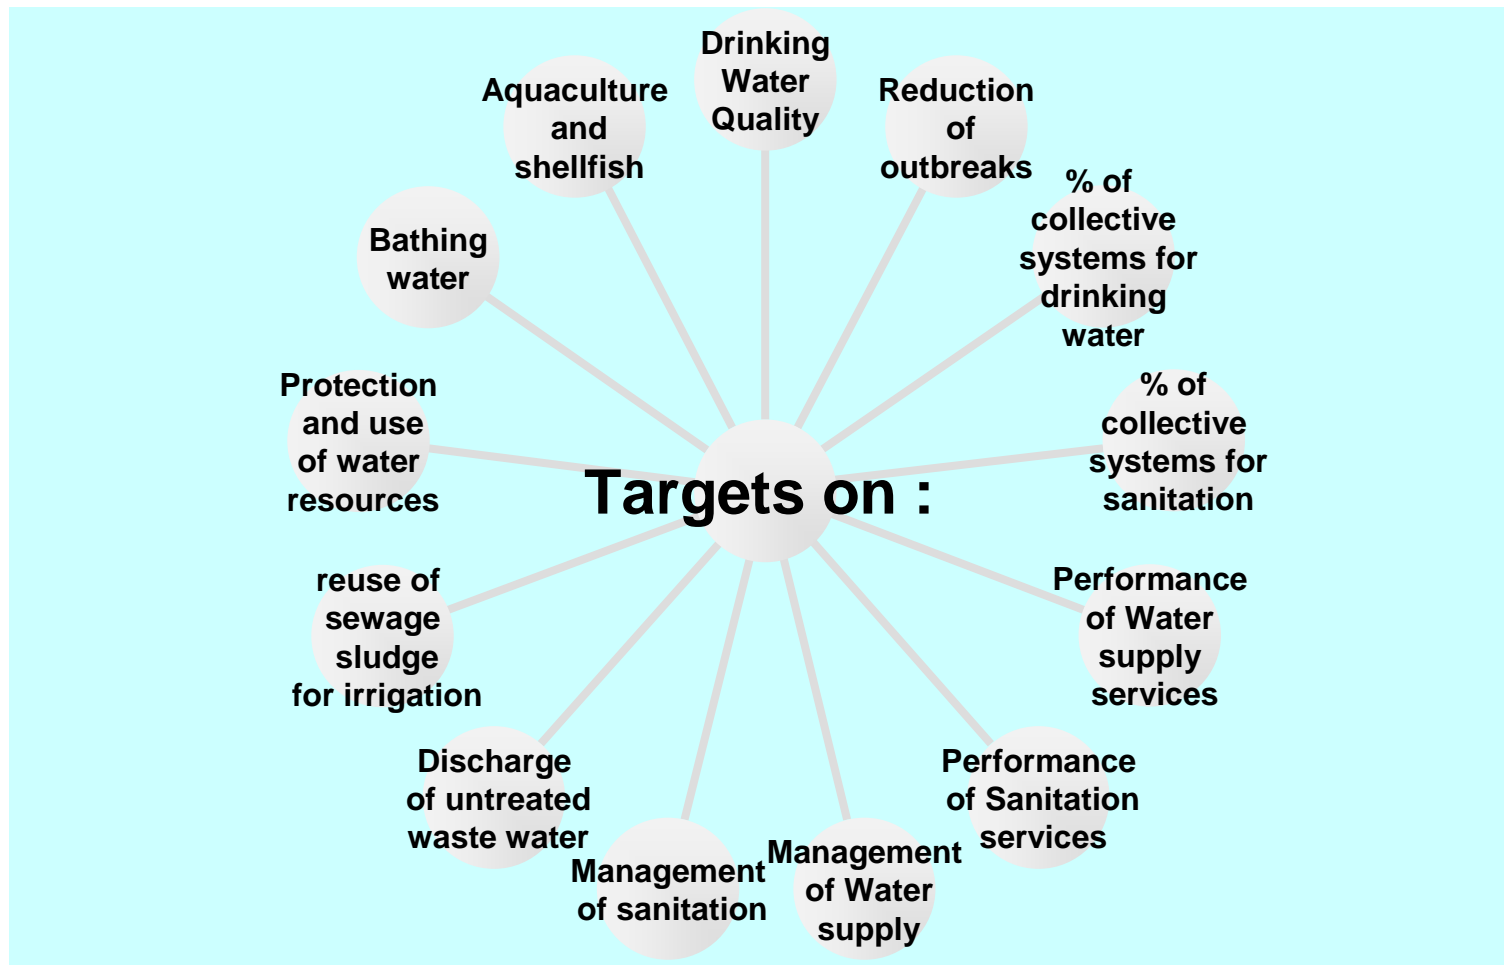 Drinking
Water
Quality
Reduction
of
outbreaks
% of
collective
systems for
drinking
water
% of
collective
systems for
sanitation
Performance
of Water
supply
services
Performance
of Sanitation
services
Management
of Water
supply
Management
of sanitation
Discharge
of untreated
waste water
reuse of
sewage
sludge
for irrigation
Protection
and use
of water
resources
Bathing
water
Aquaculture
and
shellfish
Targets on :